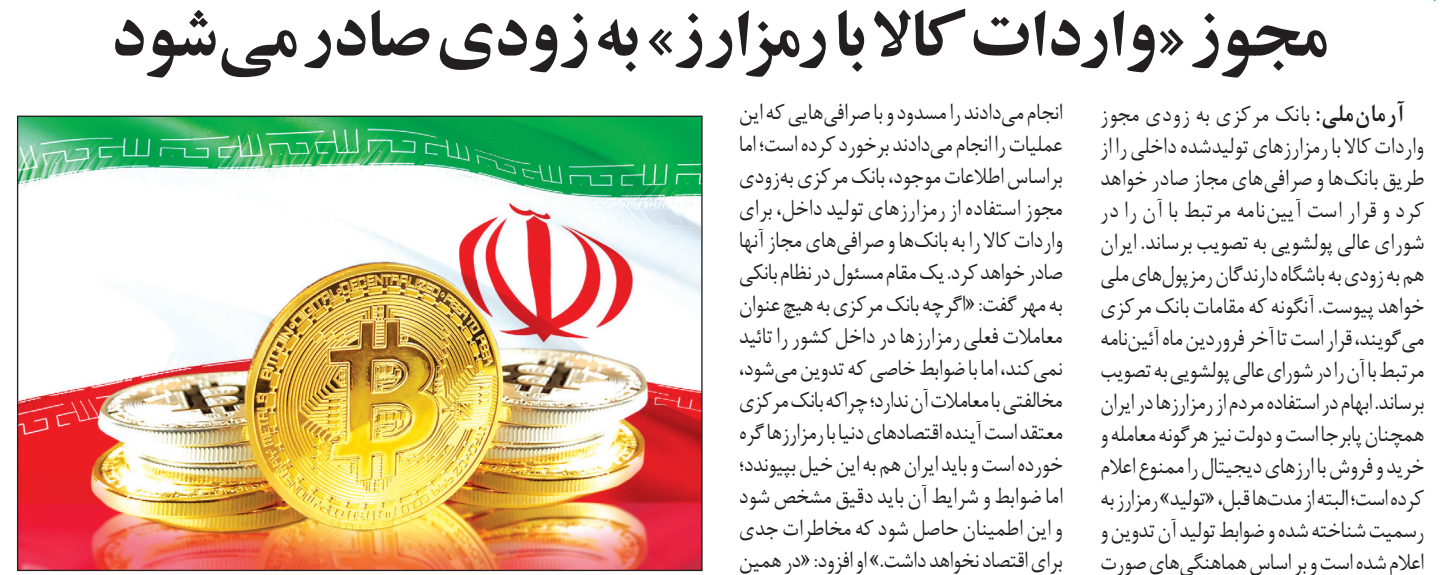 مجوز «واردات کالا با رمزارز» به زودی صادر می‌شود
آرمان ملی: بانک مرکزی به زودی مجوز
واردات کالا با رمزارزهای تولیدشده داخلی را از
طریق بانک‌ها و صرافی‌های مجاز صادر خواهد
کرد و قرار است آیین‌نامه مرتبط با آن را در
شورای عالی پولشویی به تصویب برساند. ایران
هم به زودی به باشگاه دارندگان رمزپول‌های ملی
خواهد پیوست. آنگونه که مقامات بانک مرکزی
می‌گویند، قرار است تا آخر فروردین ماه آئین‌نامه
مرتبط با آن را در شورای عالی پولشویی به تصویب
برساند. ابهام در استفاده مردم از رمزارزها در ایران
همچنان پابرجا است و دولت نیز هر گونه معامله و
خرید و فروش با ارزهای دیجیتال را ممنوع اعلام
کرده است؛ البته از مدت‌ها قبل، «تولید» رمزارز به
رسمیت شناخته شده و ضوابط تولید آن تدوین و
اعلام شده است و بر اساس هماهنگی‌های صورت
انجام می‌دادند را مسدود و با صرافی‌هایی که این
عملیات را انجام می‌دادند برخورد کرده است؛ اما
براساس اطلاعات موجود، بانک مرکزی به‌زودی
مجوز استفاده از رمزارزهای تولید داخل، برای
واردات کالا را به بانک‌ها و صرافی‌های مجاز آنها
صادر خواهد کرد. یک مقام مسئول در نظام بانکی
به مهر گفت: «اگرچه بانک مرکزی به هیچ عنوان
معاملات فعلی رمزارزها در داخل کشور را تائید
نمی‌کند، اما با ضوابط خاصی که تدوین می‌شود،
مخالفتی با معاملات آن ندارد؛ چراکه بانک مرکزی
معتقد است آینده اقتصادهای دنیا با رمزارزها گره
خورده است و باید ایران هم به این خیل بپیوندد؛
اما ضوابط و شرایط آن باید دقیق مشخص شود
و این اطمینان حاصل شود که مخاطرات جدی
برای اقتصاد نخواهد داشت.» او افزود: «در همین